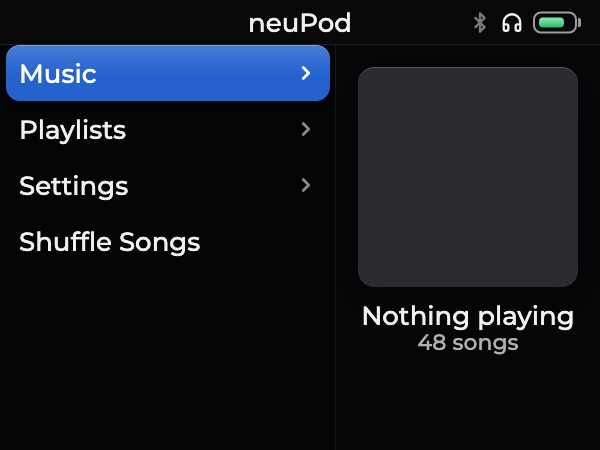 neuPod
Music
Playlists
Settings
Shuffle Songs
Nothing playing
48 songs